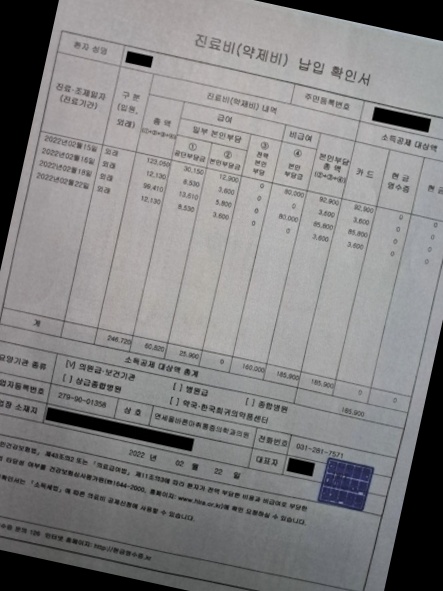 진료비(약제비) 납입 확인서
환자 성명 주민등록번호
진료·조제일자 (진료기간) 구 분 (입원, 외래) 진료비(약제비) 내역 소득공제 대상액
총 액 급여 비급여 본인부담 총 액 카 드 현 금 영수증 현 금
일부 본인부담 ③ 전액 본인 부담 ④ 본인 부담금
① 공단부담금 ② 본인부담금
2022년02월15일 외래 123,050 30,150 12,900 0 80,000 92,900 92,900 0
2022년02월16일 외래 12,130 8,530 3,600 0 0 3,600 3,600 0
2022년02월18일 외래 99,410 13,610 5,800 0 80,000 85,800 85,800 0
2022년02월22일 외래 12,130 8,530 3,600 0 0 3,600 3,600 0
계 246,720 60,820 25,900 0 160,000 185,900 185,900 0 0
소득공제 대상액 총계 185,900
요양기관 종류 [√] 의원급·보건기관 [ ] 병원급 [ ] 종합병원
[ ] 상급종합병원 [ ] 약국·한국희귀의약품센터
업자등록번호 279-90-01358 상 호 연세올바른마취통증의학과의원 전화번호 031-281-7571
업장 소재지 대표자
2022 년 02 월 22 일